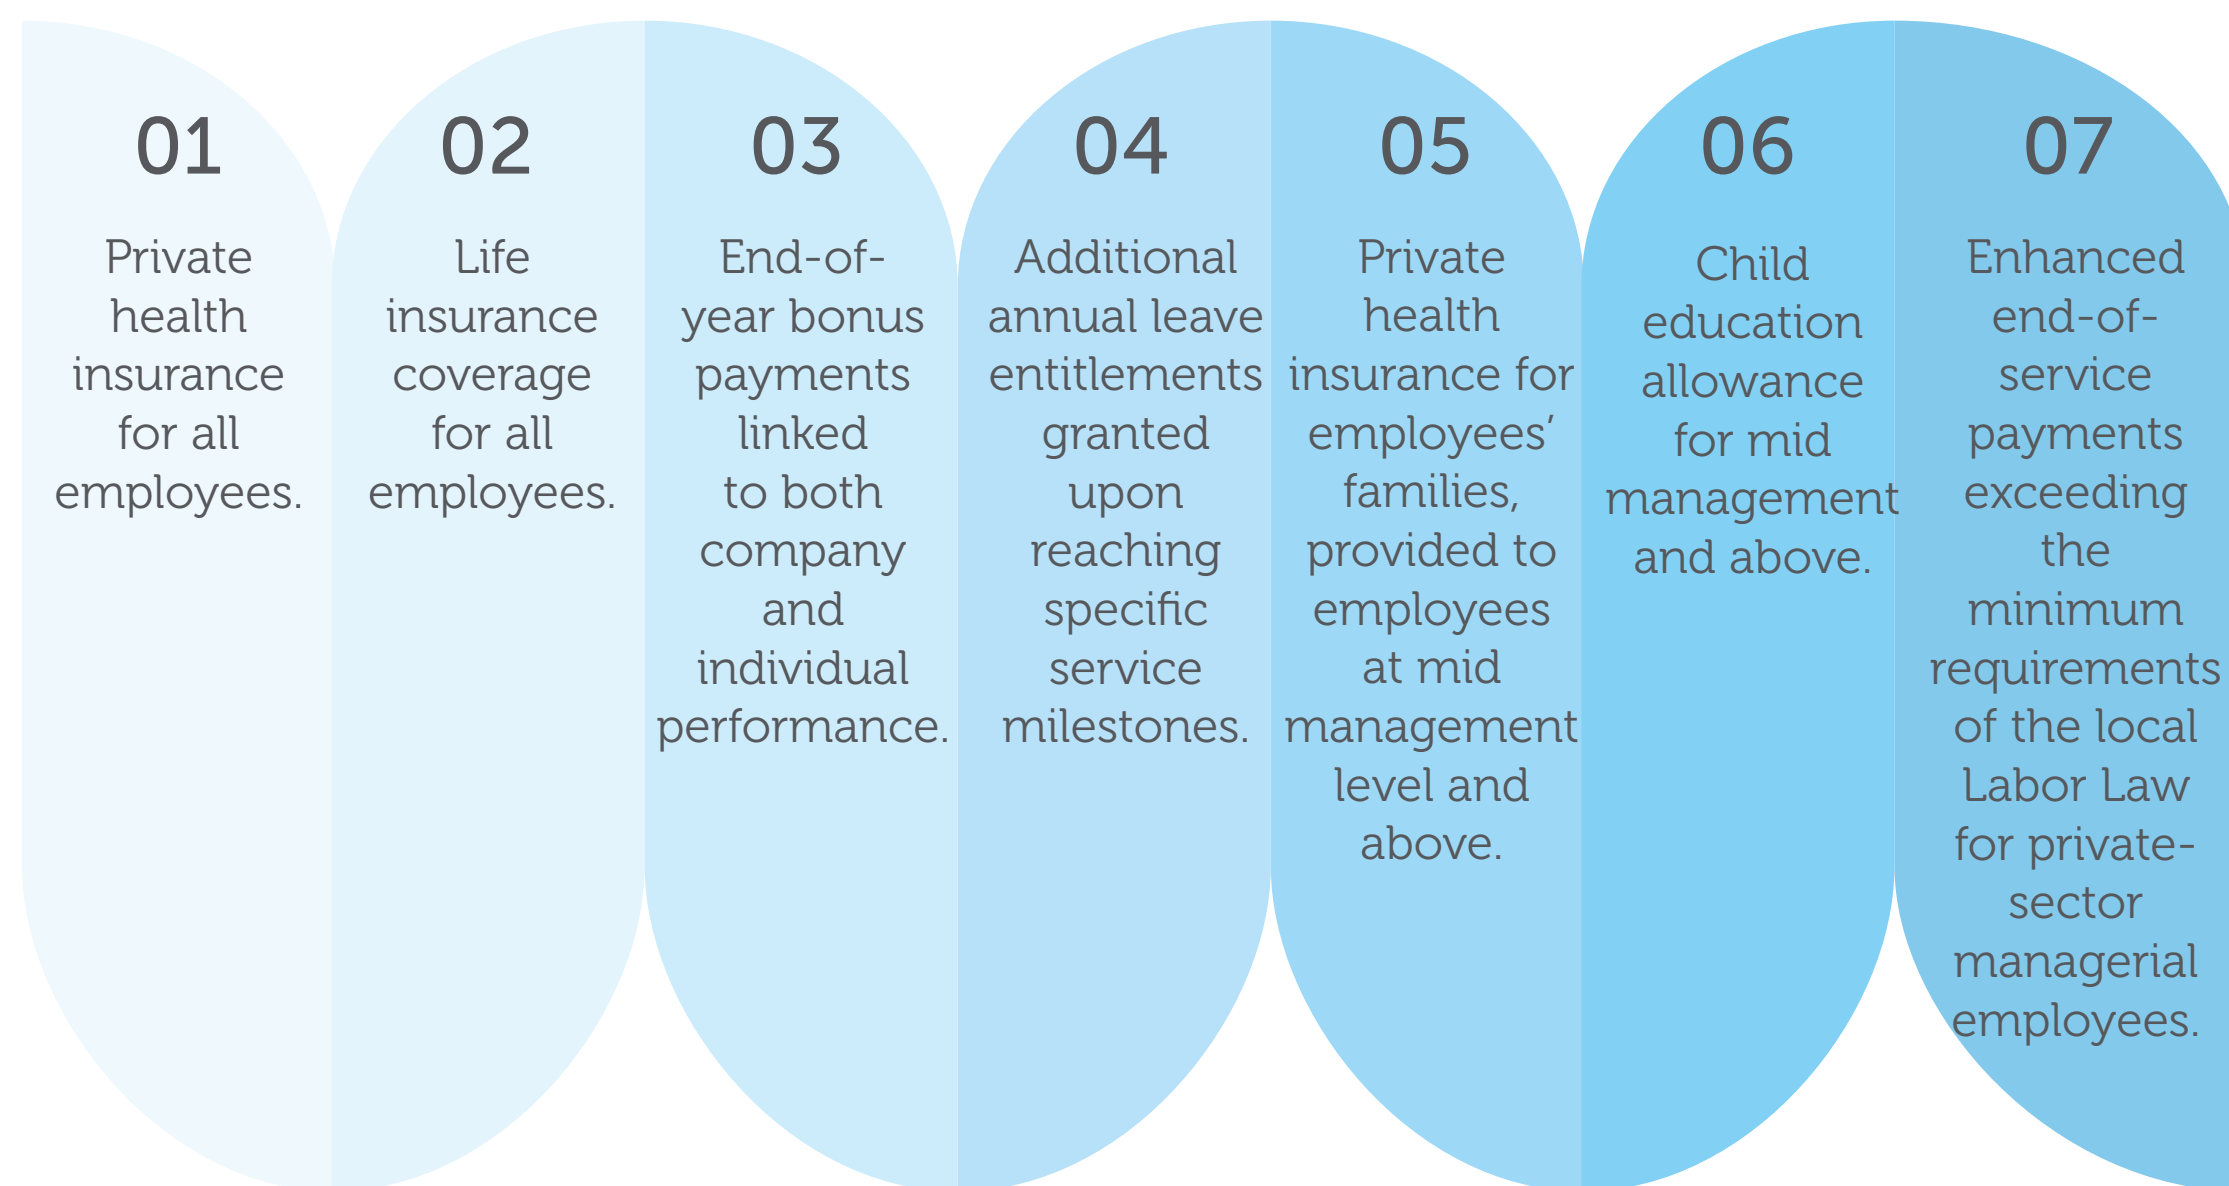 01
Private
health
insurance
for all
employees.
02
Life
insurance
coverage
for all
employees.
03
End-of-
year bonus
payments
linked
to both
company
and
individual
performance.
04
Additional
annual leave
entitlements
granted
upon
reaching
specific
service
milestones.
05
Private
health
insurance for
employees’
families,
provided to
employees
at mid
management
level and
above.
06
Child
education
allowance
for mid
management
and above.
07
Enhanced
end-of-
service
payments
exceeding
the
minimum
requirements
of the local
Labor Law
for private-
sector
managerial
employees.